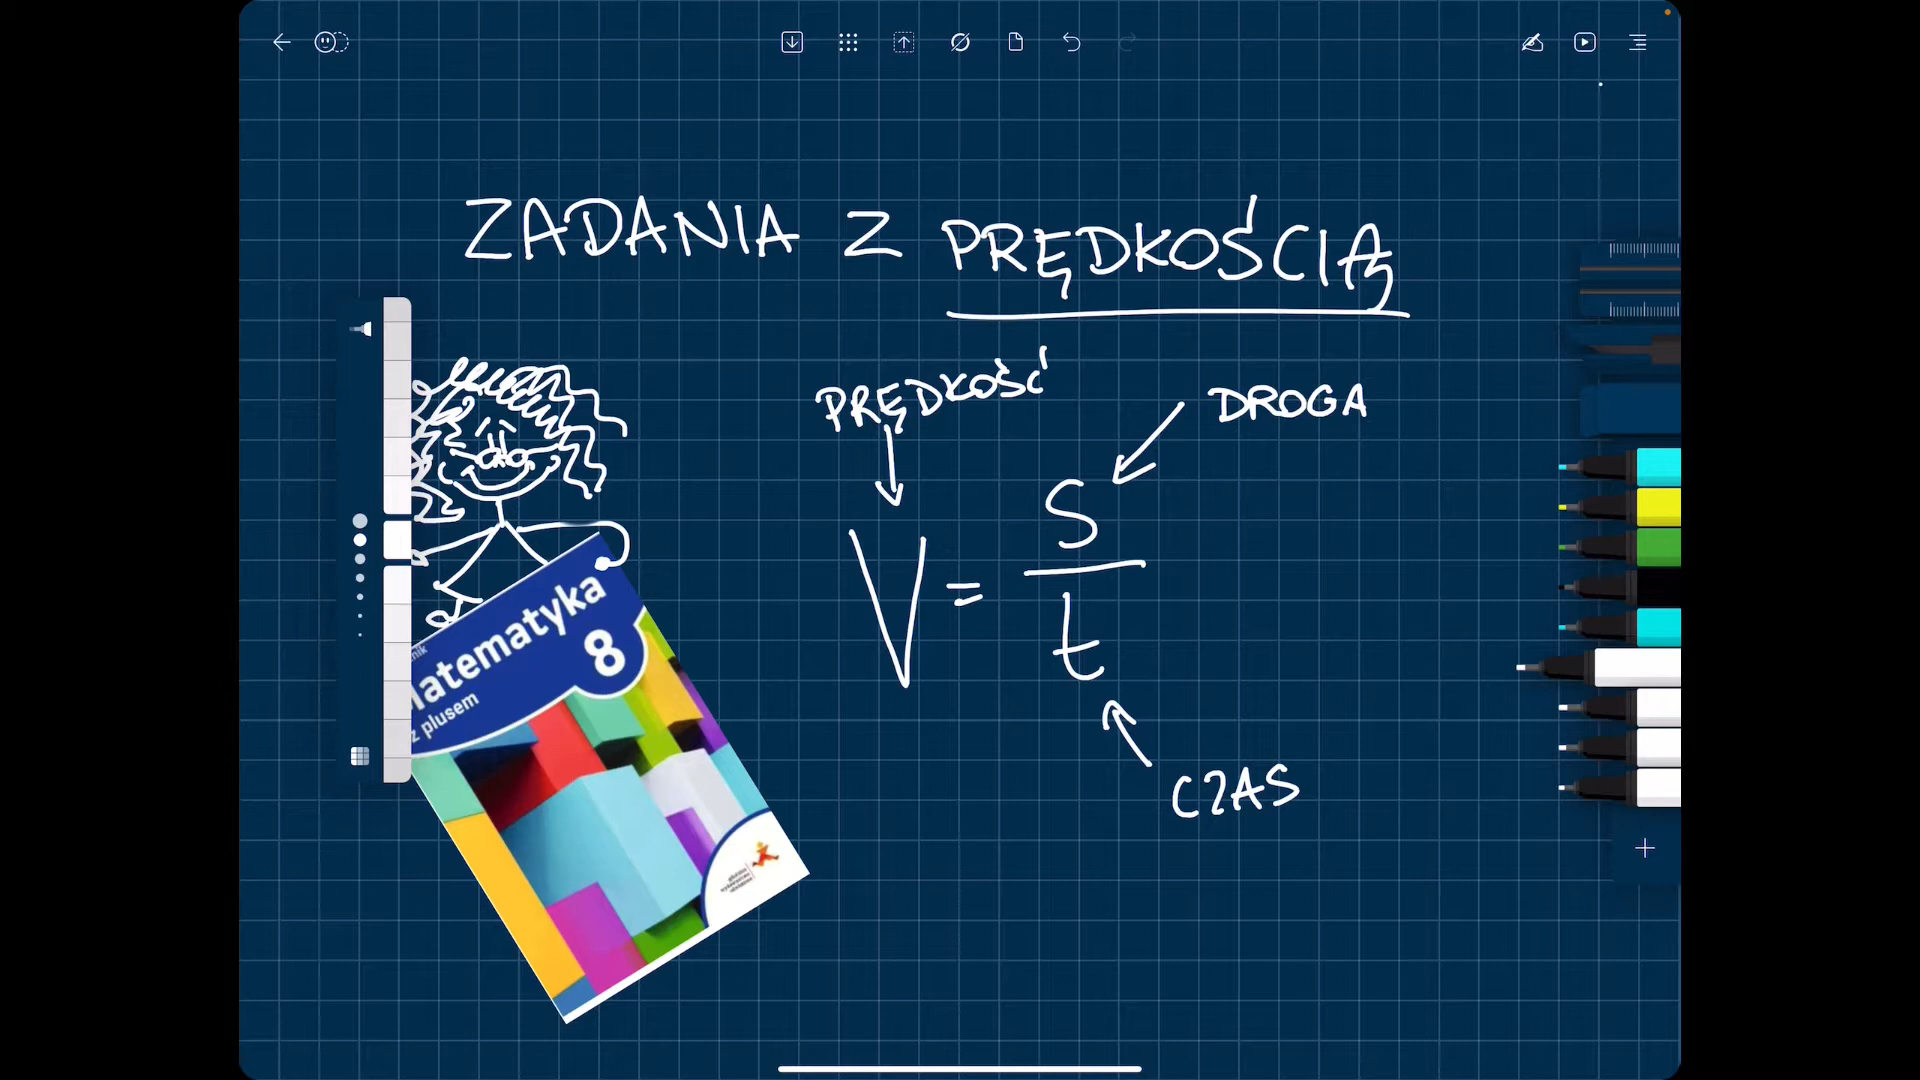 ZADANIA Z PRĘDKOŚCIĄ
PRĘDKOŚĆ
DROGA
V = s
t
CZAS
Matematyka
8
z plusem